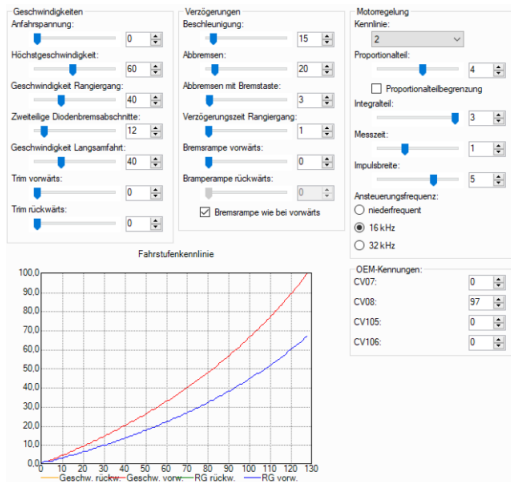 Geschwindigkeiten
Anfahrspannung:
0
Höchstgeschwindigkeit:
60
Geschwindigkeit Rangiergang:
40
Zweiteilige Diodenbremsabschnitte:
12
Geschwindigkeit Langsamfahrt:
40
Trim vorwärts:
0
Trim rückwärts:
0
Verzögerungen
Beschleunigung:
15
Abbremsen:
20
Abbremsen mit Bremstaste:
3
Verzögerungszeit Rangiergang:
1
Bremsrampe vorwärts:
0
Bramperampe rückwärts:
0
Bremsrampe wie bei vorwärts
Motorregelung
Kennlinie:
2
Proportionalteil:
4
Proportionalteilbegrenzung
Integralteil:
3
Messzeit:
1
Impulsbreite:
5
Ansteuerungsfrequenz:
niederfrequent
16 kHz
32 kHz
OEM-Kennungen:
CV07: 0
CV08: 97
CV105: 0
CV106: 0
Fahrstufenkennlinie
100,0
90,0
80,0
70,0
60,0
50,0
40,0
30,0
20,0
10,0
0,0
0 10 20 30 40 50 60 70 80 90 100 110 120 130
Geschw. rückw. Geschw. vorw. RG rückw. RG vorw.